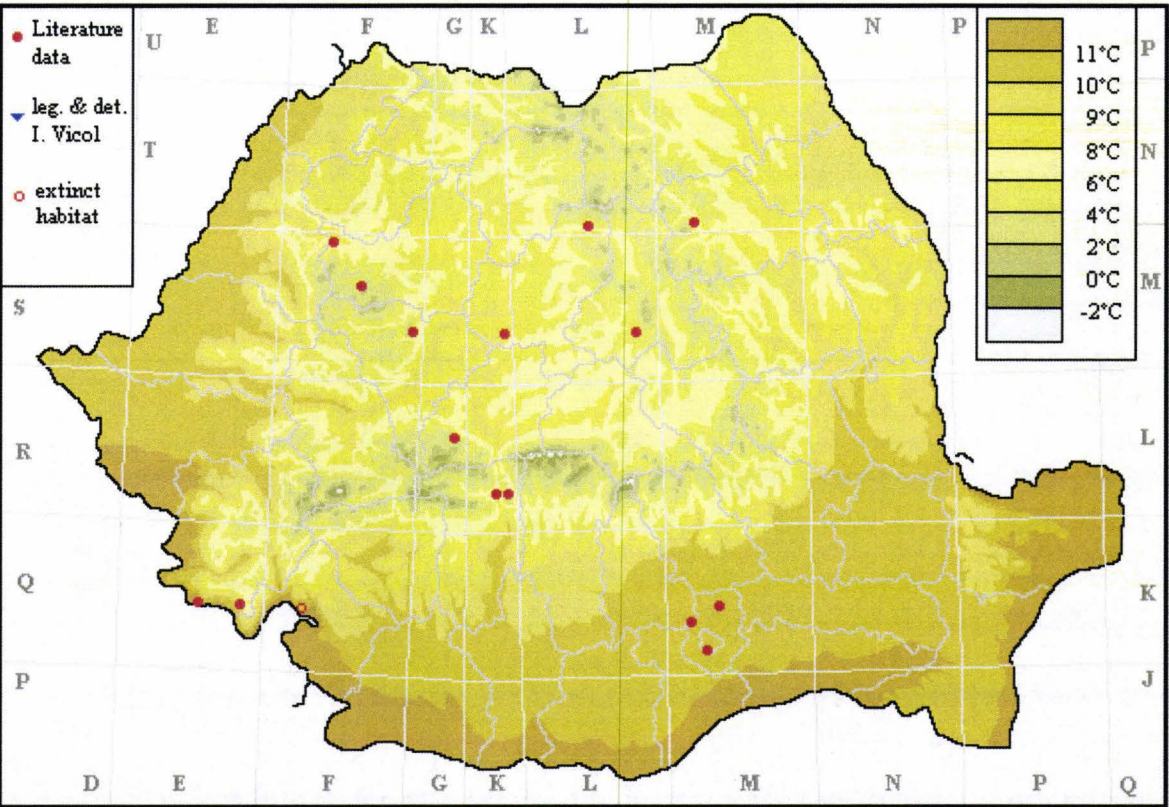 E F G K L M N P
Literature
data
leg. & det.
I. Vicol
extinct
habitat
11°C
10°C
9°C
8°C
6°C
4°C
2°C
0°C
-2°C
U
T
S
R
Q
P
P
N
M
L
K
J
D E F G K L M N P Q